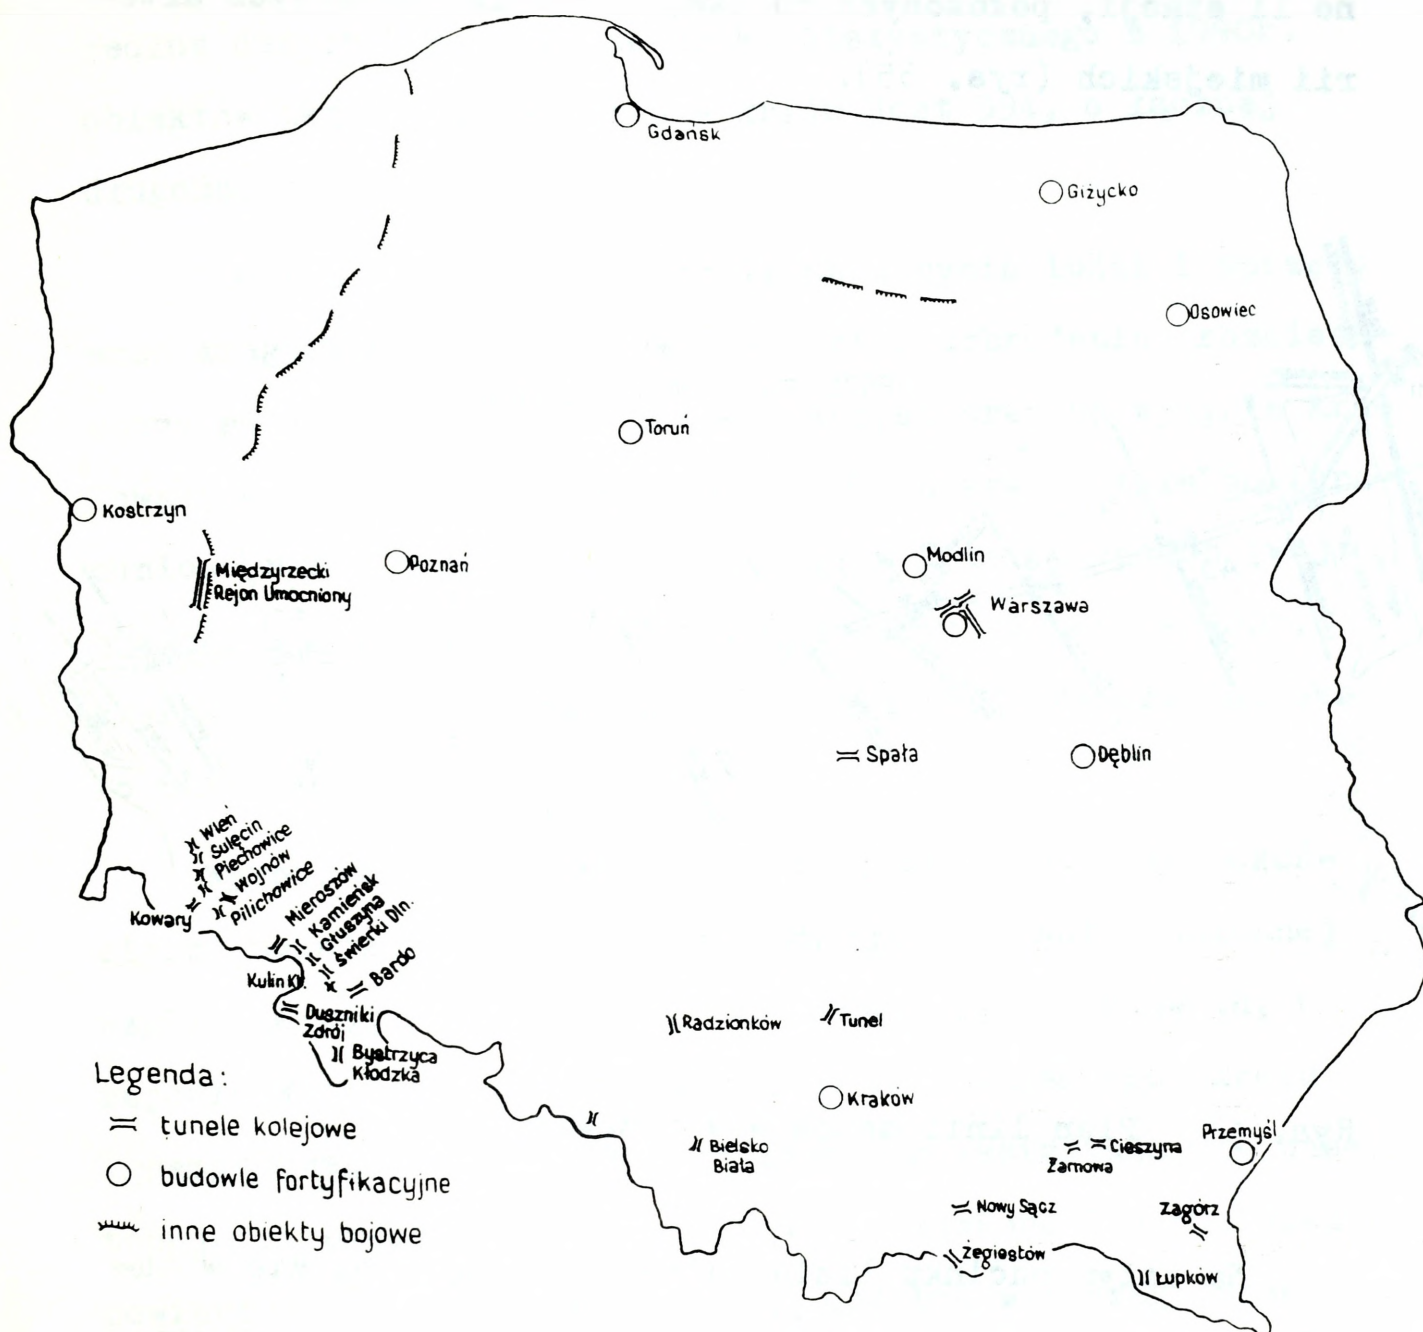 Gdańsk
Giżycko
Osowiec
Toruń
Kostrzyn
Międzyrzecki
Rejon Umocniony
Poznań
Modlin
Warszawa
Spała
Dęblin
Wleń
Sulęcin
Piechowice
Wojnów
Pilichowice
Kowary
Mieroszów
Kamieńsk
Głuszyna
Świerki Dln.
Bardo
Kulin Kł.
Duszniki
Zdrój
Bystrzyca
Kłodzka
Radzionków
Tunel
Kraków
Bielsko
Biała
Przemyśl
Cieszyna
Żarnowa
Nowy Sącz
Zagórz
Żegiestów
Łupków
Legenda:
tunele kolejowe
budowle fortyfikacyjne
inne obiekty bojowe